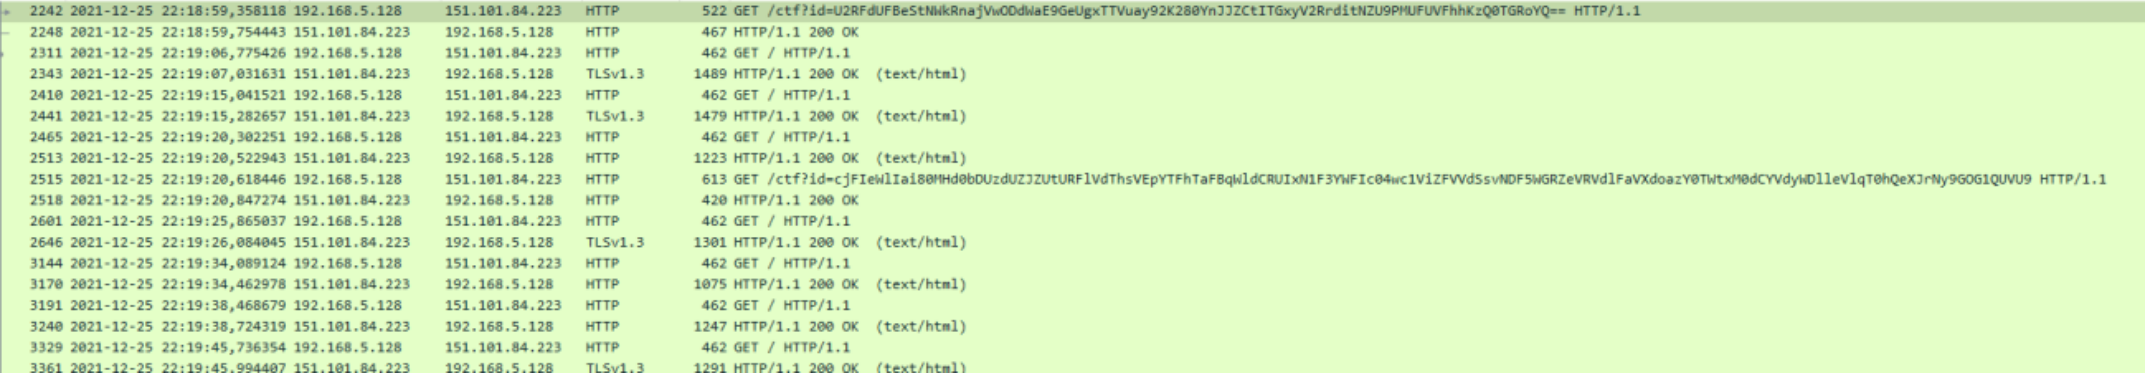 2242 2021-12-25 22:18:59,358118 192.168.5.128 151.101.84.223 HTTP 522 GET /ctf?id=U2RFdUFBeStNWkRnajVwODdWaE9GeUgxTTVuay92K280YnJJZCtITGxyV2RrditNZU9PMUFUVFhhKzQ0TGRoYQ== HTTP/1.1
2248 2021-12-25 22:18:59,754443 151.101.84.223 192.168.5.128 HTTP 467 HTTP/1.1 200 OK
2311 2021-12-25 22:19:06,775426 192.168.5.128 151.101.84.223 HTTP 462 GET / HTTP/1.1
2343 2021-12-25 22:19:07,031631 151.101.84.223 192.168.5.128 TLSv1.3 1489 HTTP/1.1 200 OK (text/html)
2410 2021-12-25 22:19:15,041521 192.168.5.128 151.101.84.223 HTTP 462 GET / HTTP/1.1
2441 2021-12-25 22:19:15,282657 151.101.84.223 192.168.5.128 TLSv1.3 1479 HTTP/1.1 200 OK (text/html)
2465 2021-12-25 22:19:20,302251 192.168.5.128 151.101.84.223 HTTP 462 GET / HTTP/1.1
2513 2021-12-25 22:19:20,522943 151.101.84.223 192.168.5.128 HTTP 1223 HTTP/1.1 200 OK (text/html)
2515 2021-12-25 22:19:20,618446 192.168.5.128 151.101.84.223 HTTP 613 GET /ctf?id=cjFIeWlIai80MHd0bDUzdUZJZUtURFlVdThsVEpYTFhTaFBqWldCRUIxN1F3YWFIc04wc1ViZFVVdSsvNDF5WGRZeVRVdlFaVXdoazY0TWtxM0dCYVdyWDlleVlqT0hQeXJrNy9GOG1QUVU9 HTTP/1.1
2518 2021-12-25 22:19:20,847274 151.101.84.223 192.168.5.128 HTTP 420 HTTP/1.1 200 OK
2601 2021-12-25 22:19:25,865037 192.168.5.128 151.101.84.223 HTTP 462 GET / HTTP/1.1
2646 2021-12-25 22:19:26,084045 151.101.84.223 192.168.5.128 TLSv1.3 1301 HTTP/1.1 200 OK (text/html)
3144 2021-12-25 22:19:34,089124 192.168.5.128 151.101.84.223 HTTP 462 GET / HTTP/1.1
3170 2021-12-25 22:19:34,462978 151.101.84.223 192.168.5.128 HTTP 1075 HTTP/1.1 200 OK (text/html)
3191 2021-12-25 22:19:38,468679 192.168.5.128 151.101.84.223 HTTP 462 GET / HTTP/1.1
3240 2021-12-25 22:19:38,724319 151.101.84.223 192.168.5.128 HTTP 1247 HTTP/1.1 200 OK (text/html)
3329 2021-12-25 22:19:45,736354 192.168.5.128 151.101.84.223 HTTP 462 GET / HTTP/1.1
3361 2021-12-25 22:19:45,994407 151.101.84.223 192.168.5.128 TLSv1.3 1291 HTTP/1.1 200 OK (text/html)